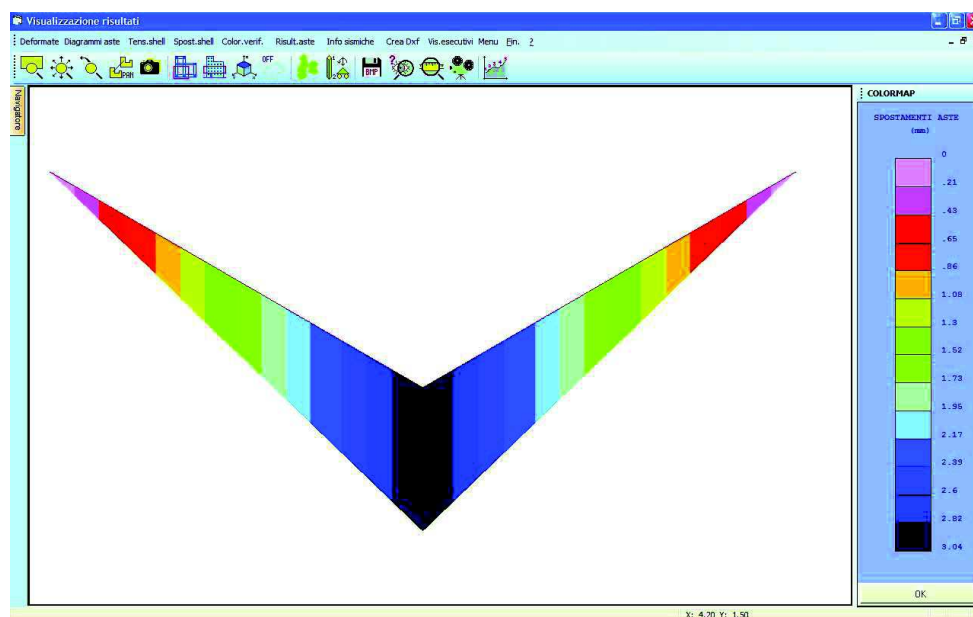 Visualizzazione risultati
Deformate Diagrammi aste Tens.shell Spost.shell Color.verif. Risult.aste Info sismiche Crea Dxf Vis.esecutivi Menu Fin. ?
PAN
OFF
BMP
?
Navigatore
COLORMAP
SPOSTAMENTI ASTE
(mm)
0
.21
.43
.65
.86
1.08
1.3
1.52
1.73
1.95
2.17
2.39
2.6
2.82
3.04
OK
X: 4.20 Y: 1.50